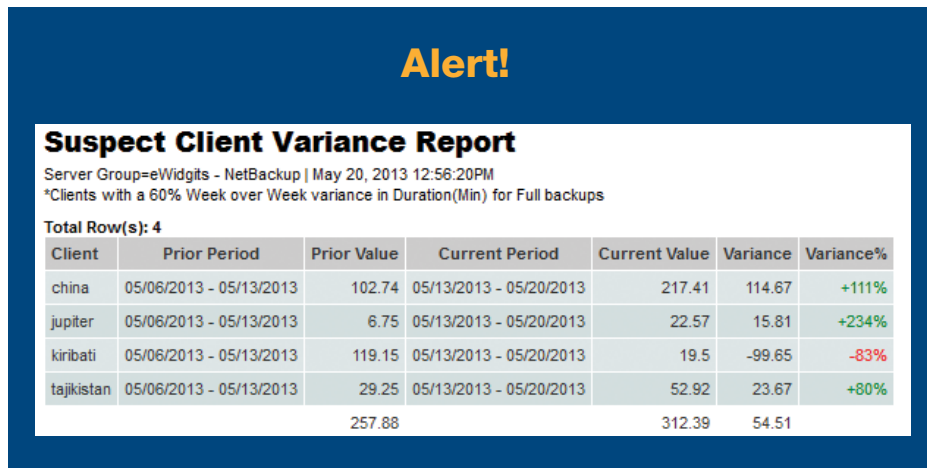 Alert!
Suspect Client Variance Report
Server Group=eWidgits - NetBackup | May 20, 2013 12:56:20PM
*Clients with a 60% Week over Week variance in Duration(Min) for Full backups
Total Row(s): 4
Client Prior Period Prior Value Current Period Current Value Variance Variance%
china 05/06/2013 - 05/13/2013 102.74 05/13/2013 - 05/20/2013 217.41 114.67 +111%
jupiter 05/06/2013 - 05/13/2013 6.75 05/13/2013 - 05/20/2013 22.57 15.81 +234%
kiribati 05/06/2013 - 05/13/2013 119.15 05/13/2013 - 05/20/2013 19.5 -99.65 -83%
tajikistan 05/06/2013 - 05/13/2013 29.25 05/13/2013 - 05/20/2013 52.92 23.67 +80%
257.88 312.39 54.51